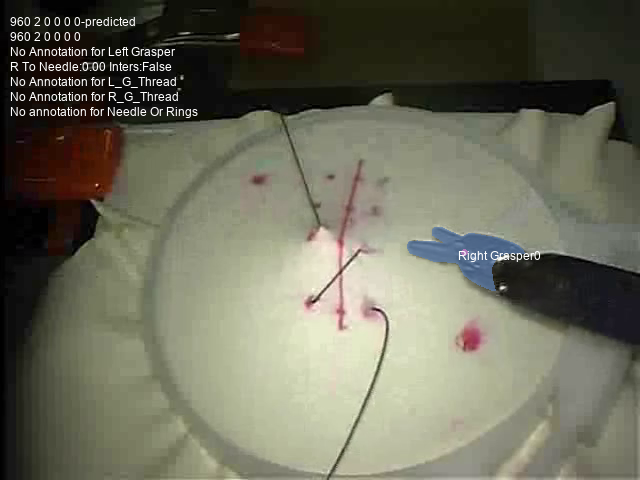 960 2 0 0 0 0-predicted
960 2 0 0 0 0
No Annotation for Left Grasper
R To Needle:0.00 Inters:False
No Annotation for L_G_Thread
No Annotation for R_G_Thread
No annotation for Needle Or Rings
Right Grasper0